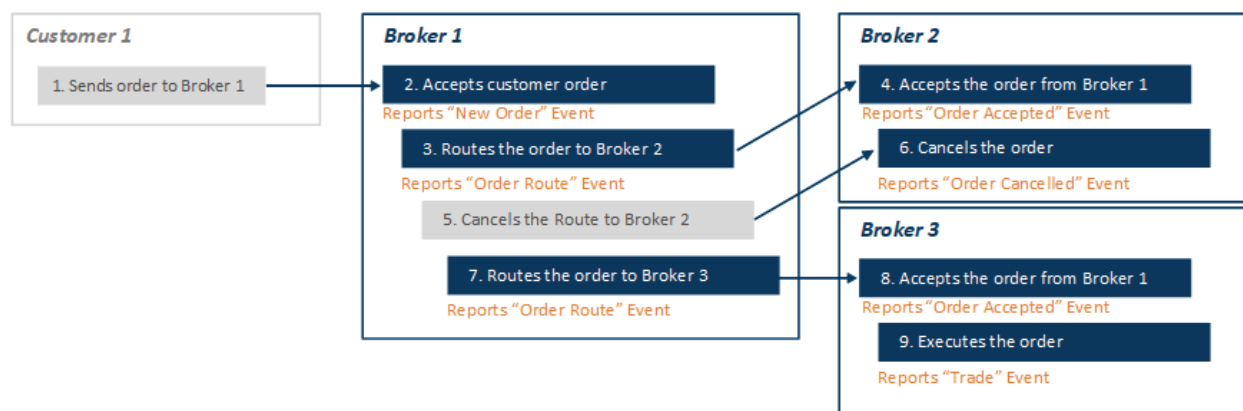 Customer 1
1. Sends order to Broker 1
Broker 1
2. Accepts customer order
Reports “New Order” Event
3. Routes the order to Broker 2
Reports “Order Route” Event
5. Cancels the Route to Broker 2
7. Routes the order to Broker 3
Reports “Order Route” Event
Broker 2
4. Accepts the order from Broker 1
Reports “Order Accepted” Event
6. Cancels the order
Reports “Order Cancelled” Event
Broker 3
8. Accepts the order from Broker 1
Reports “Order Accepted” Event
9. Executes the order
Reports “Trade” Event